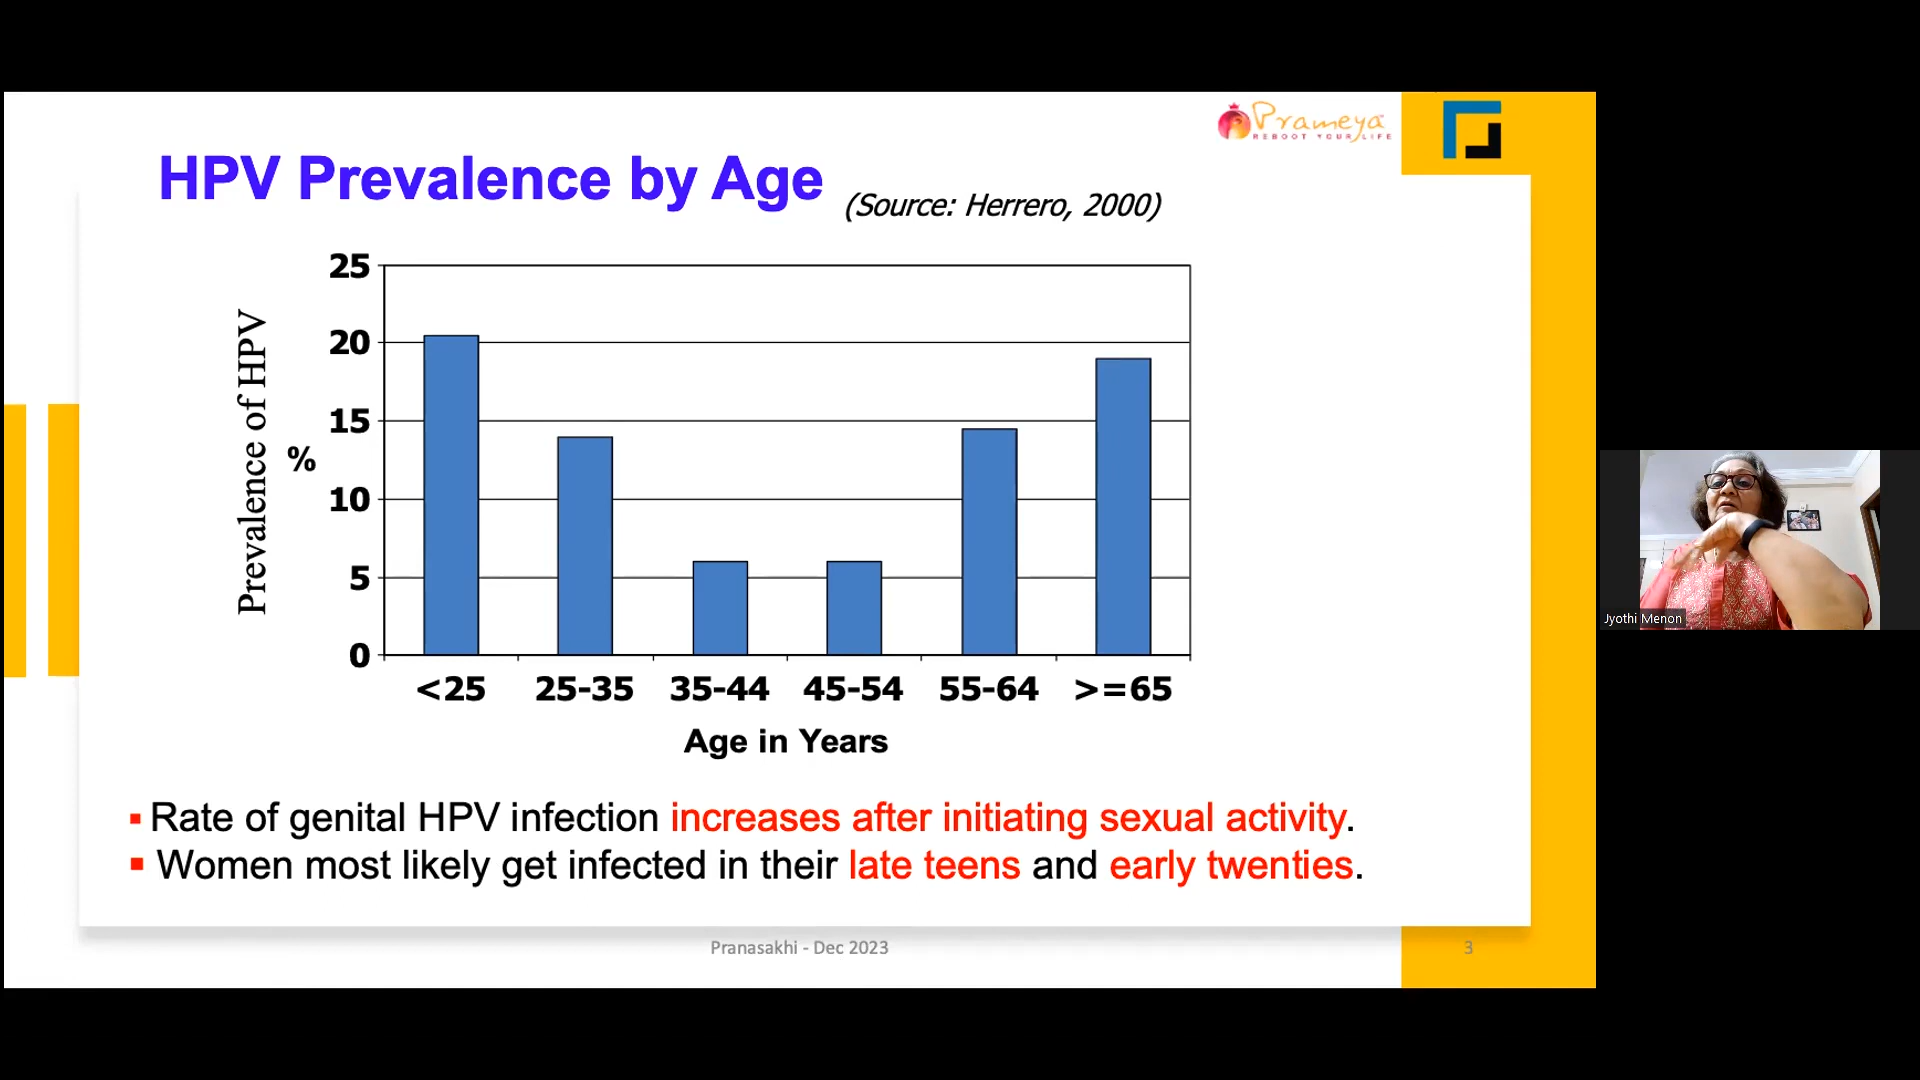 Prameya
REBOOT YOUR LIFE
HPV Prevalence by Age
(Source: Herrero, 2000)
Prevalence of HPV
%
25
20
15
10
5
0
<25 25-35 35-44 45-54 55-64 >=65
Age in Years
▪ Rate of genital HPV infection increases after initiating sexual activity.
▪ Women most likely get infected in their late teens and early twenties.
Pranasakhi - Dec 2023
3
Jyothi Menon